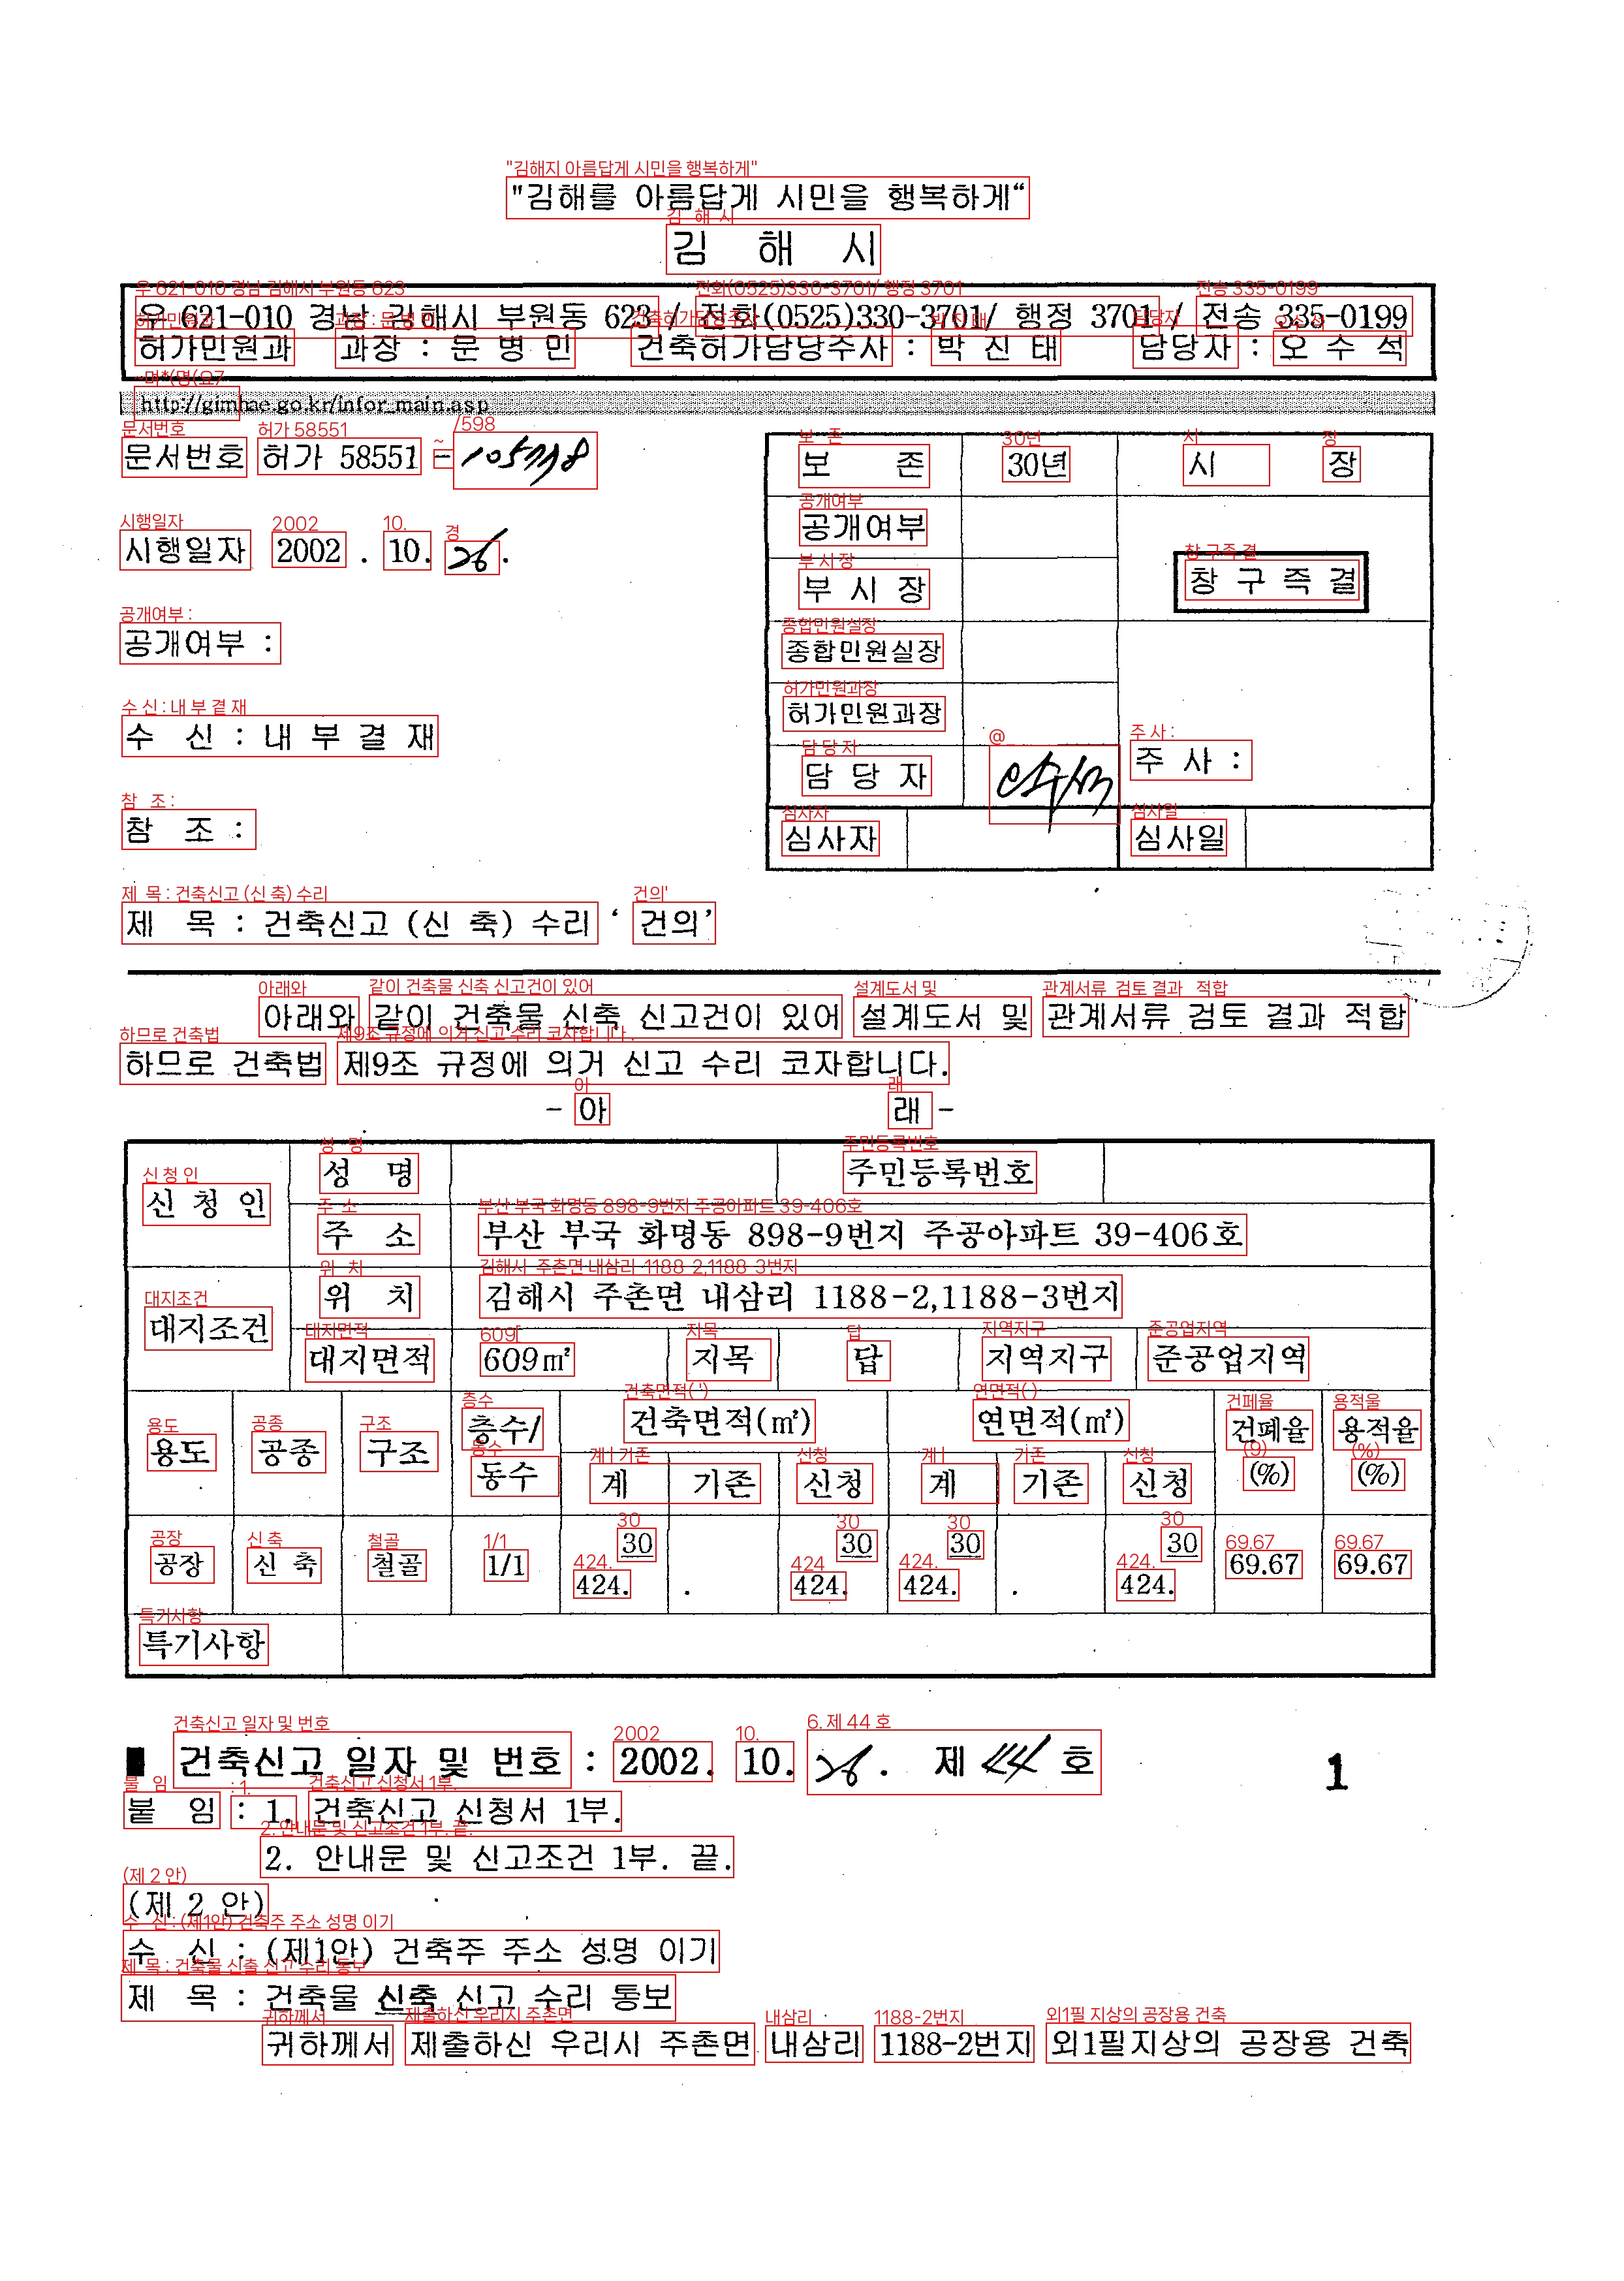 "김해를 아름답게 시민을 행복하게"
김 해 시
우 621-010 경남 김해시 부원동 623 / 전화(0525)330-3701/ 행정 3701 / 전송 335-0199
허가민원과 과장 : 문 병 민 건축허가담당주사 : 박 진 태 담당자 : 오 수 석
http://gimhae.go.kr/infor_main.asp
문서번호 허가 58551 -
시행일자 2002 . 10. 26.
공개여부 :
수 신 : 내 부 결 재
참 조 :
보 존 30년 시 장
공개여부
부 시 장 창 구 즉 결
종합민원실장
허가민원과장
담 당 자 주 사 :
심사자 심사일
제 목 : 건축신고 (신 축) 수리 ‘ 건의’
아래와 같이 건축물 신축 신고건이 있어 설계도서 및 관계서류 검토 결과 적합
하므로 건축법 제9조 규정에 의거 신고 수리 코자합니다.
- 아 래 -
신 청 인 성 명 주민등록번호
주 소 부산 부국 화명동 898-9번지 주공아파트 39-406호
대지조건 위 치 김해시 주촌면 내삼리 1188-2,1188-3번지
대지면적 609㎡ 지목 답 지역지구 준공업지역
용도 공종 구조 층수/동수 건축면적(㎡) 연면적(㎡) 건폐율(%) 용적율(%)
계 기존 신청 계 기존 신청
공장 신 축 철골 1/1 424.30 . 424.30 424.30 . 424.30 69.67 69.67
특기사항
건축신고 일자 및 번호 : 2002. 10. 26. 제 44 호
1
붙 임 : 1. 건축신고 신청서 1부.
2. 안내문 및 신고조건 1부. 끝.
(제 2 안)
수 신 : (제1안) 건축주 주소 성명 이기
제 목 : 건축물 신축 신고 수리 통보
귀하께서 제출하신 우리시 주촌면 내삼리 1188-2번지 외1필지상의 공장용 건축